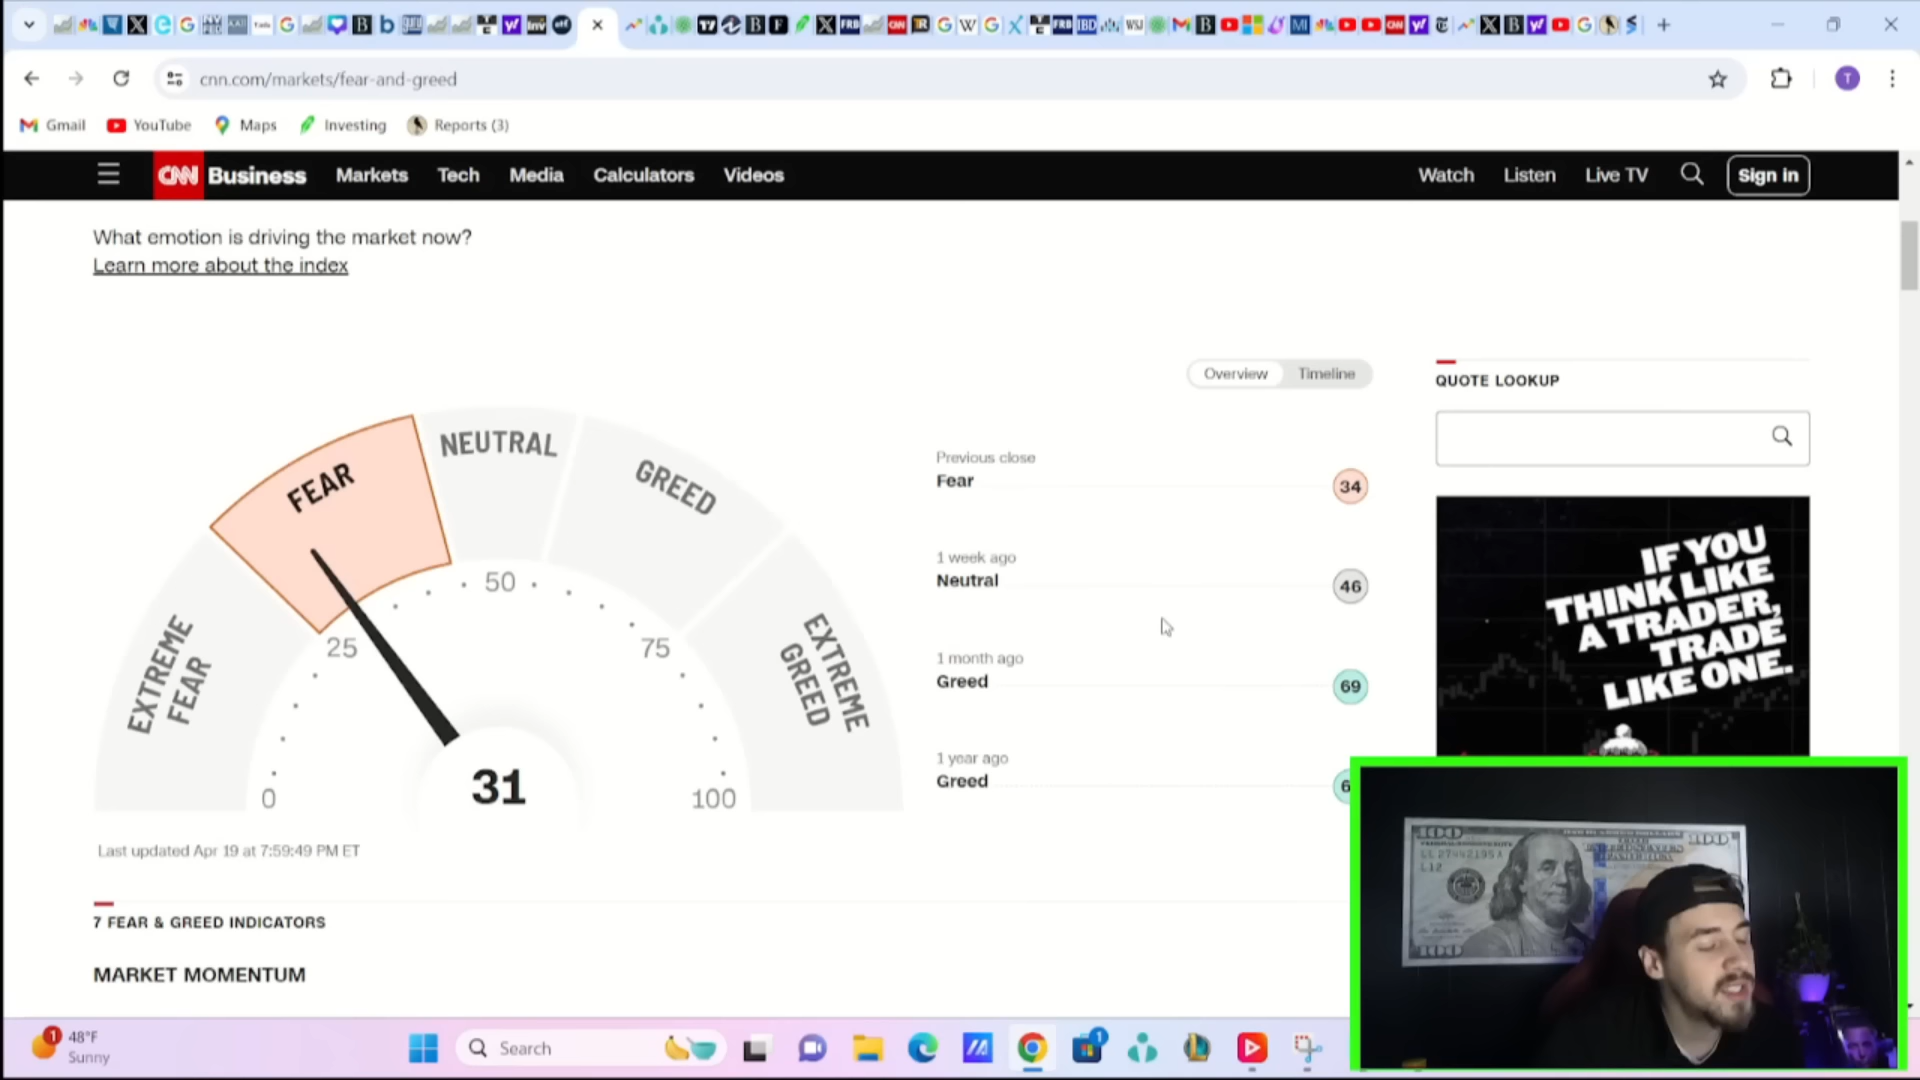 cnn.com/markets/fear-and-greed
Gmail
YouTube
Maps
Investing
Reports (3)
CNN Business
Markets
Tech
Media
Calculators
Videos
Watch
Listen
Live TV
Sign in
What emotion is driving the market now?
Learn more about the index
Overview
Timeline
QUOTE LOOKUP
EXTREME FEAR
FEAR
NEUTRAL
GREED
EXTREME GREED
0
25
50
75
100
31
Previous close
Fear
34
1 week ago
Neutral
46
1 month ago
Greed
69
1 year ago
Greed
IF YOU
THINK LIKE
A TRADER,
TRADE
LIKE ONE.
Last updated Apr 19 at 7:59:49 PM ET
7 FEAR & GREED INDICATORS
MARKET MOMENTUM
48°F
Sunny
Search